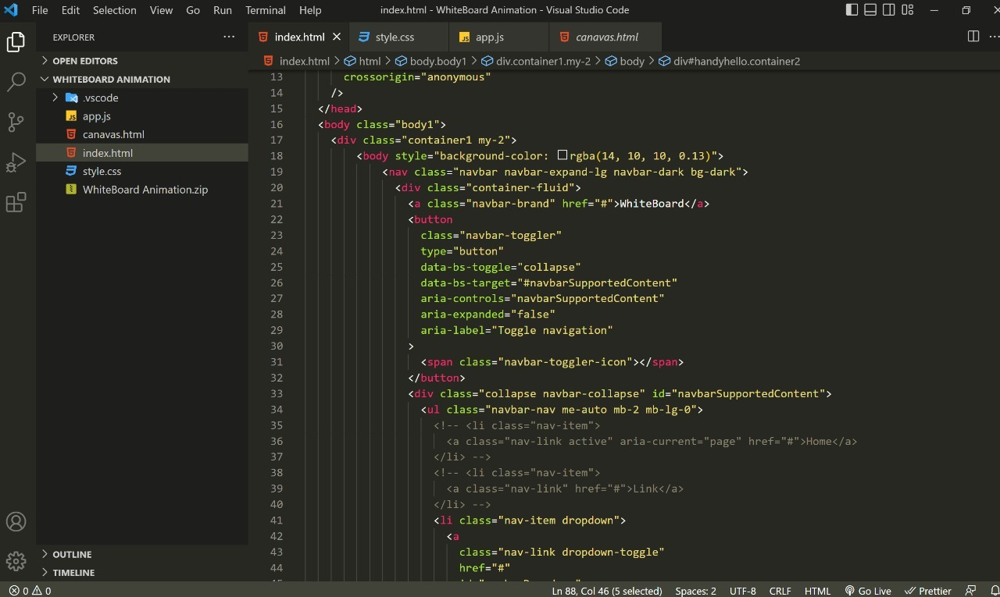 File Edit Selection View Go Run Terminal Help index.html - WhiteBoard Animation - Visual Studio Code
EXPLORER ···
index.html style.css app.js canavas.html
OPEN EDITORS
WHITEBOARD ANIMATION
.vscode
app.js
canavas.html
index.html
style.css
WhiteBoard Animation.zip
OUTLINE
TIMELINE
index.html > html > body.body1 > div.container1.my-2 > body > div#handyhello.container2
13 crossorigin="anonymous"
14 />
15 </head>
16 <body class="body1">
17 <div class="container1 my-2">
18 <body style="background-color: rgba(14, 10, 10, 0.13)">
19 <nav class="navbar navbar-expand-lg navbar-dark bg-dark">
20 <div class="container-fluid">
21 <a class="navbar-brand" href="#">WhiteBoard</a>
22 <button
23 class="navbar-toggler"
24 type="button"
25 data-bs-toggle="collapse"
26 data-bs-target="#navbarSupportedContent"
27 aria-controls="navbarSupportedContent"
28 aria-expanded="false"
29 aria-label="Toggle navigation"
30 >
31 <span class="navbar-toggler-icon"></span>
32 </button>
33 <div class="collapse navbar-collapse" id="navbarSupportedContent">
34 <ul class="navbar-nav me-auto mb-2 mb-lg-0">
35 <!-- <li class="nav-item">
36 <a class="nav-link active" aria-current="page" href="#">Home</a>
37 </li> -->
38 <!-- <li class="nav-item">
39 <a class="nav-link" href="#">Link</a>
40 </li> -->
41 <li class="nav-item dropdown">
42 <a
43 class="nav-link dropdown-toggle"
44 href="#"
0 0 Ln 88, Col 46 (5 selected) Spaces: 2 UTF-8 CRLF HTML Go Live Prettier